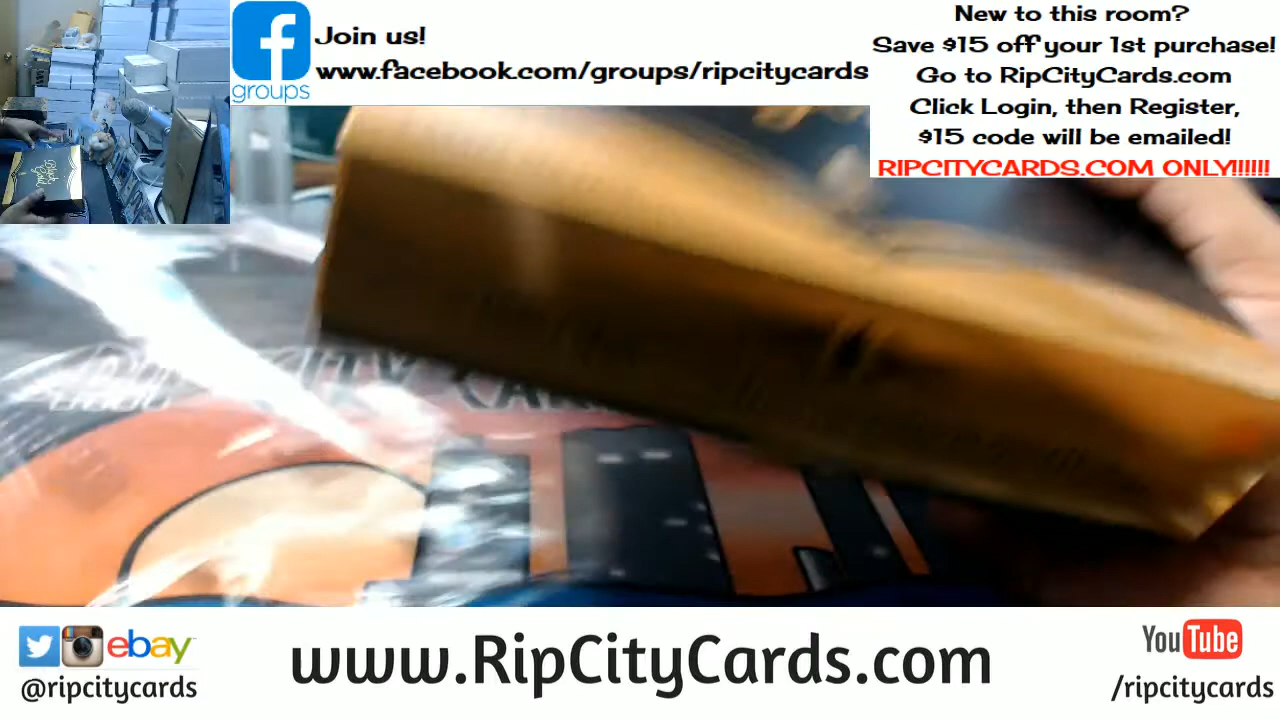 Join us!
www.facebook.com/groups/ripcitycards
groups
New to this room?
Save $15 off your 1st purchase!
Go to RipCityCards.com
Click Login, then Register,
$15 code will be emailed!
RIPCITYCARDS.COM ONLY!!!!!!
ebay
@ripcitycards
www.RipCityCards.com
YouTube
/ripcitycards